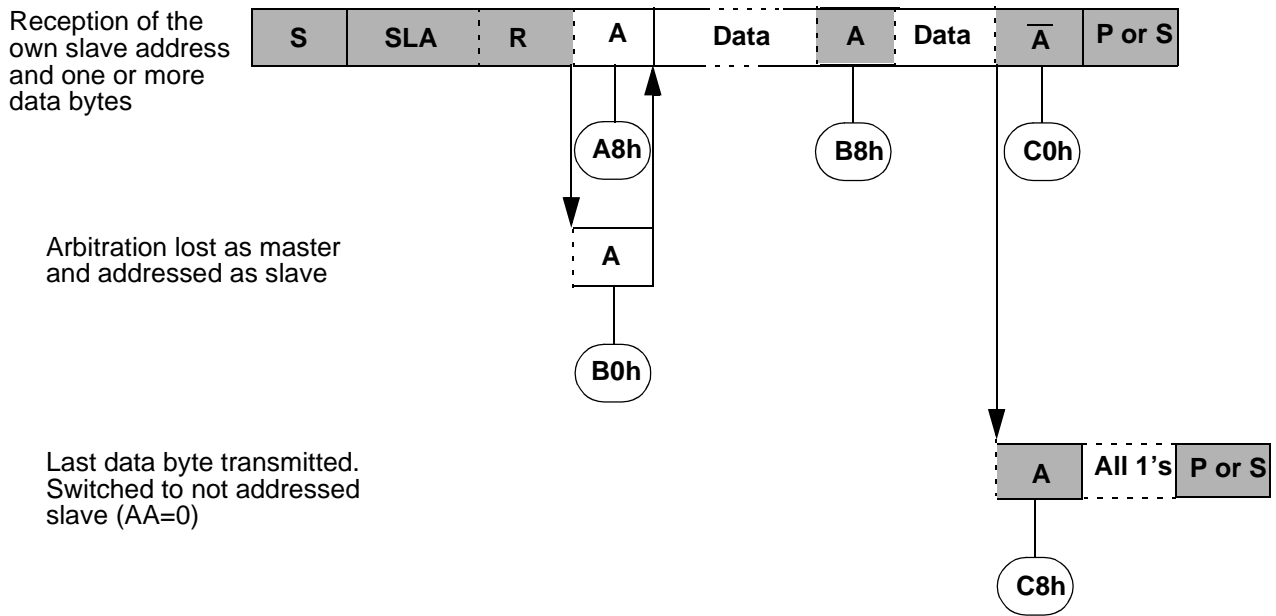 Reception of the
own slave address
and one or more
data bytes
S SLA R A Data A Data A P or S
A8h B8h C0h
Arbitration lost as master
and addressed as slave
A
B0h
Last data byte transmitted.
Switched to not addressed
slave (AA=0)
A All 1's P or S
C8h